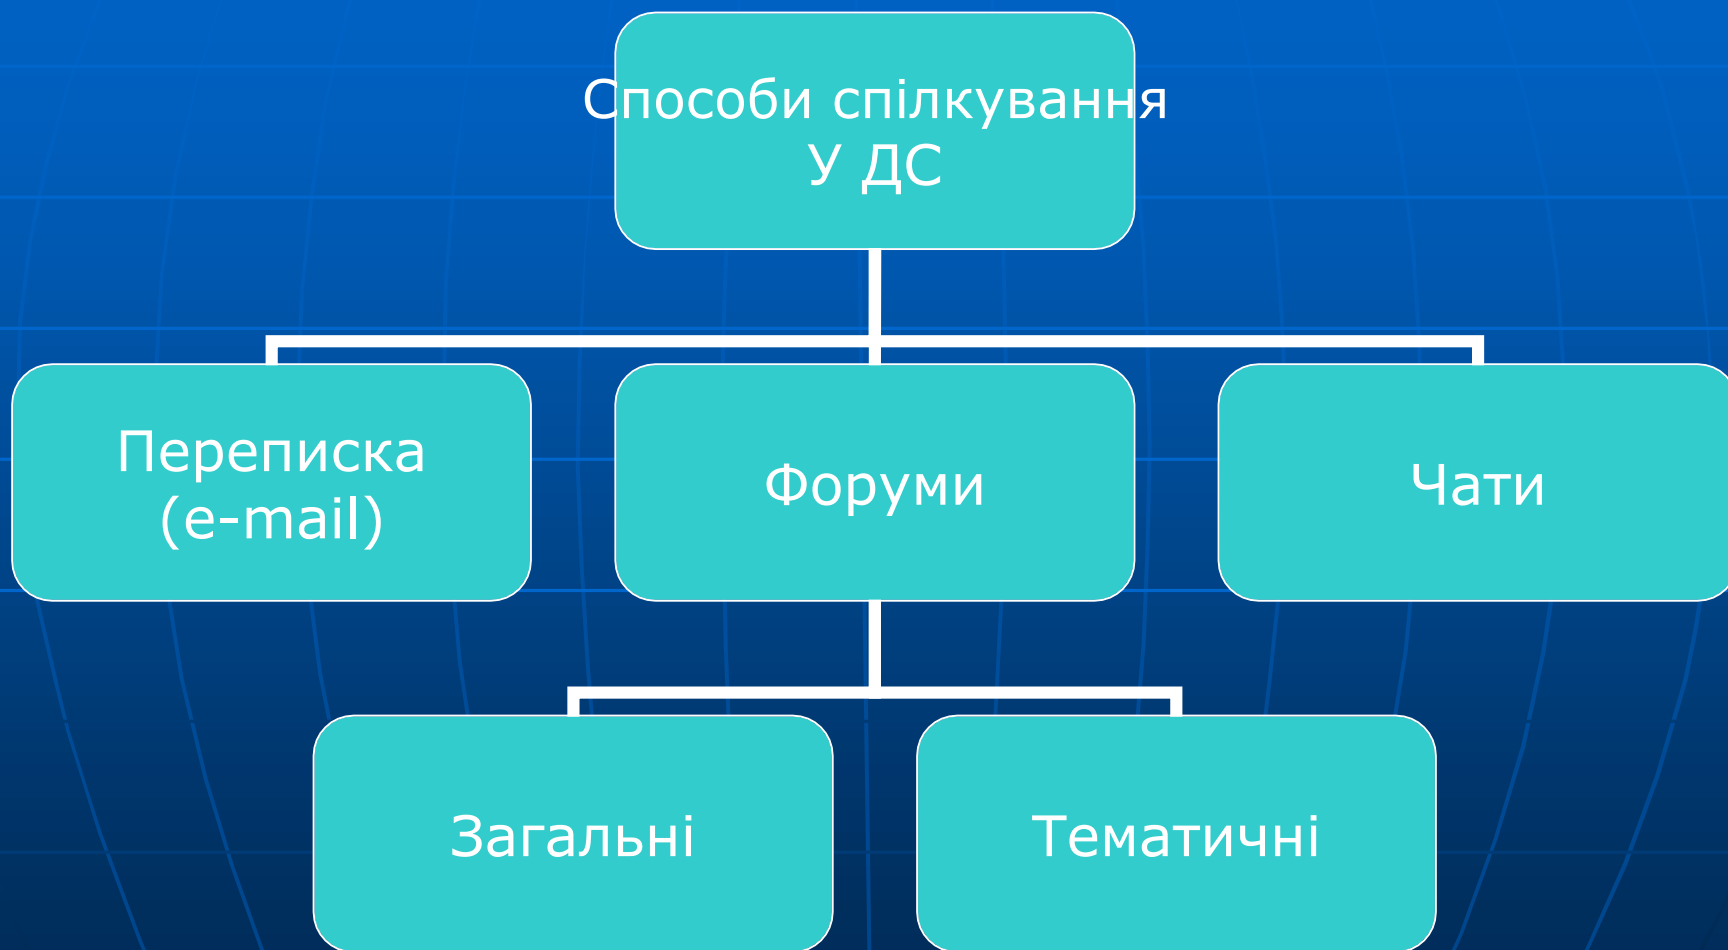 Способи спілкування
У ДС
Переписка
(e-mail)
Форуми
Чати
Загальні
Тематичні